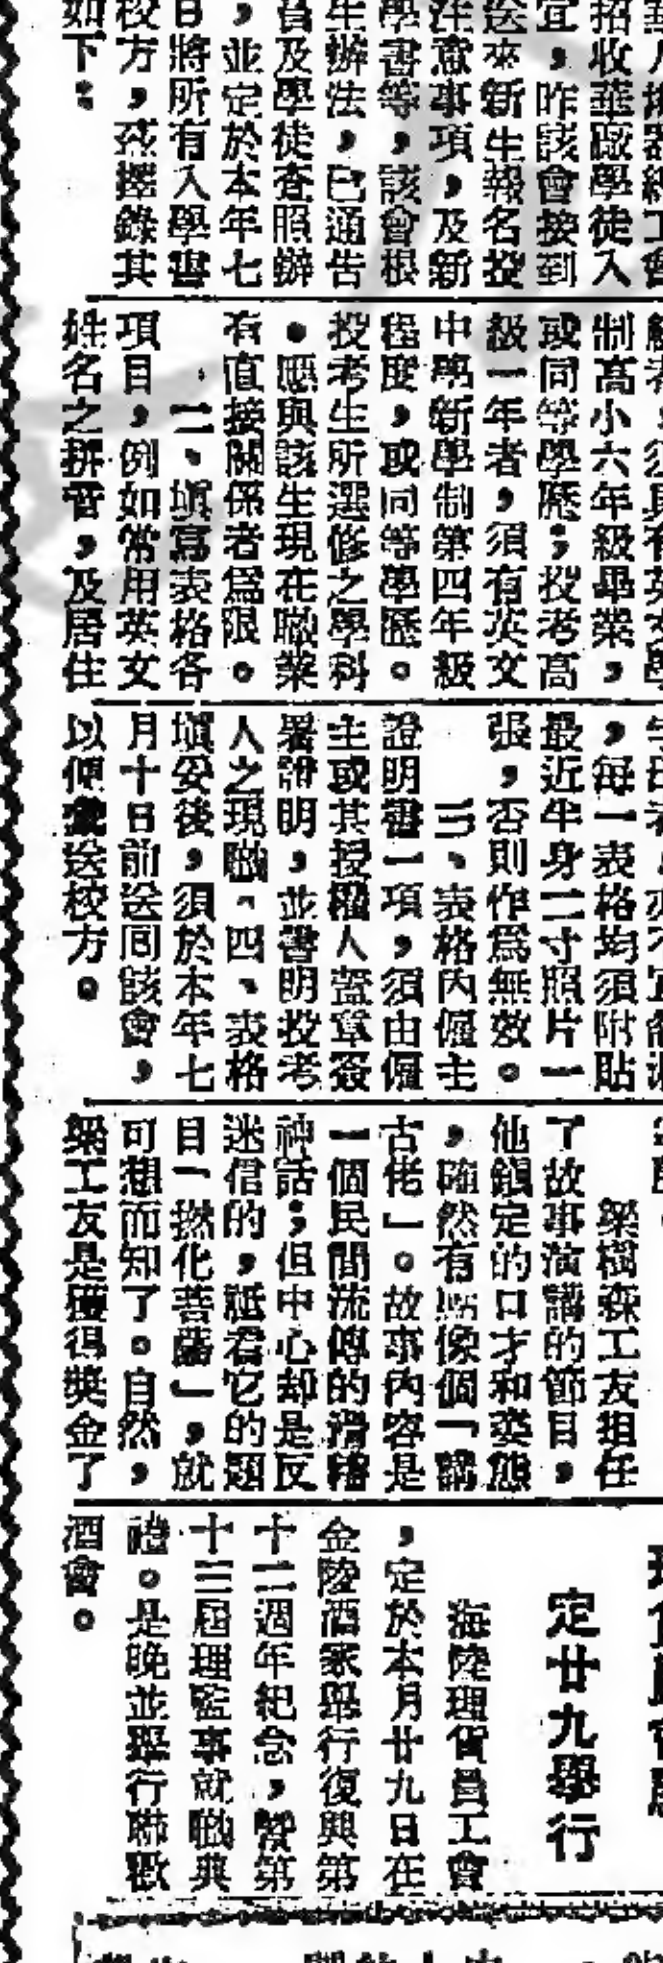 招收華廠學徒入
宜，昨該會接到
送來新生報名投
注意事項，及新
學書等，該會根
生辦法，已通告
員及學徒查照辦
，並定於本年七
日將所有入學書
校方，茲擇錄其
如下：
制高小六年級畢業，
或同等學歷；投考高
級一年者，須有英文
中學新學制第四年級
程度，或同等學歷。
投考生所選修之學科
。應與該生現在職業
有直接關係者爲限。
二、塡寫表格各
項目，例如常用英文
姓名之拼音，及居住
，每一表格均須附貼
最近半身二寸照片一
張，否則作爲無效。
三、表格內僱主
證明書一項，須由僱
主或其授權人蓋章簽
署證明，並書明投考
人之現職。四、表格
塡妥後，須於本年七
月十日前送回該會，
以便送校方。
梁樹森工友担任
了故事演講的節目，
他鎭定的口才和姿態
，確然有點像個「講
古佬」。故事內容是
一個民間流傳的滑稽
神話；但中心却是反
迷信的，試看它的題
目「撚化菩薩」，就
可想而知了。自然，
梁工友是獲得獎金了
定廿九舉行
海陸理貨員工會
，定於本月廿九日在
金陵酒家舉行復興第
十二週年紀念，暨第
十三屆理監事就職典
禮。是晚並舉行聯歡
酒會。